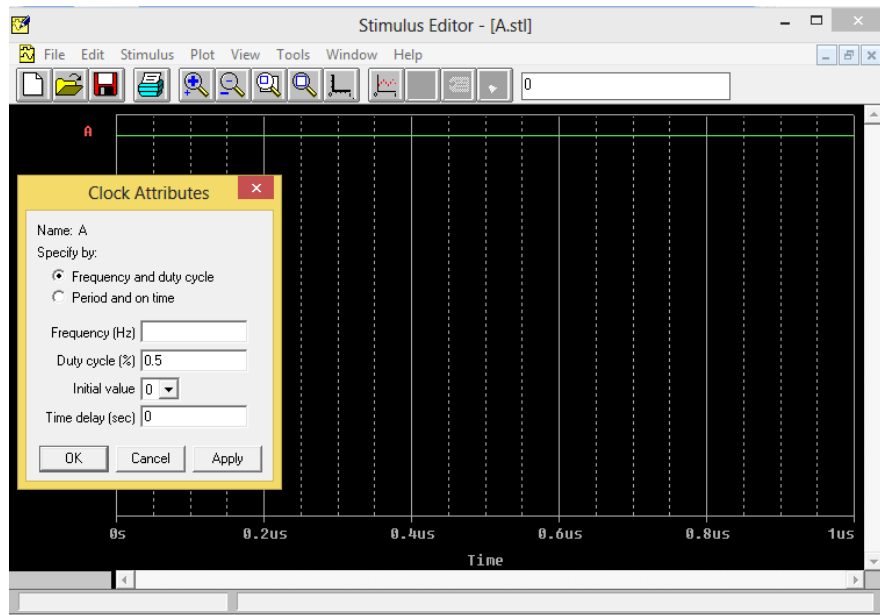 Stimulus Editor - [A.stl]
File Edit Stimulus Plot View Tools Window Help
0
A
Clock Attributes
Name: A
Specify by:
Frequency and duty cycle
Period and on time
Frequency (Hz)
Duty cycle (%) 0.5
Initial value 0
Time delay (sec) 0
OK Cancel Apply
0s 0.2us 0.4us 0.6us 0.8us 1us
Time